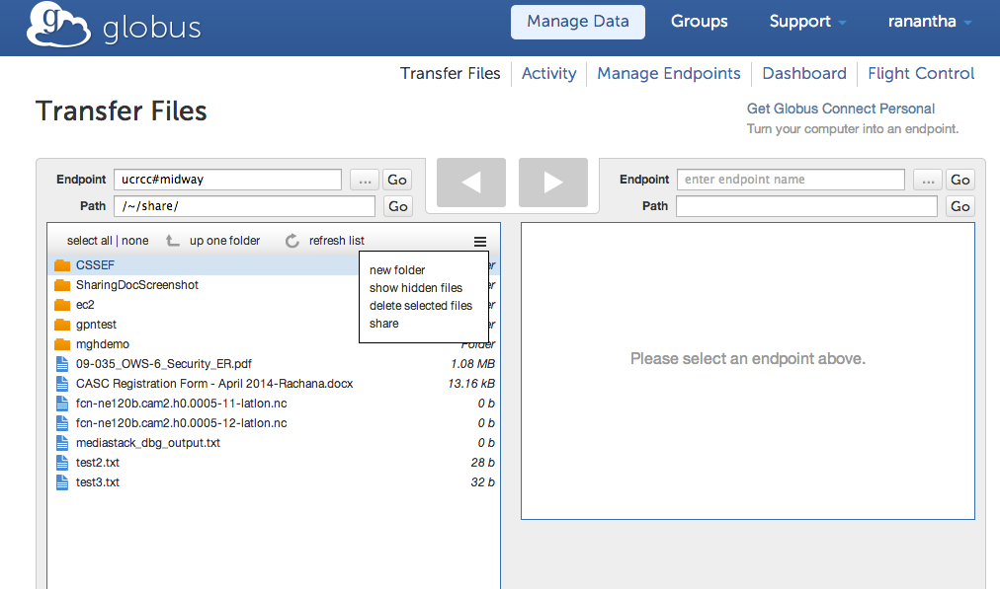 g globus
Manage Data Groups Support ranantha
Transfer Files Activity Manage Endpoints Dashboard Flight Control
Transfer Files
Get Globus Connect Personal
Turn your computer into an endpoint.
Endpoint ucrcc#midway ... Go
Path /~/share/ Go
Endpoint enter endpoint name ... Go
Path Go
select all | none up one folder refresh list
new folder
show hidden files
delete selected files
share
CSSEF
SharingDocScreenshot
ec2
gpntest
mghdemo Folder
09-035_OWS-6_Security_ER.pdf 1.08 MB
CASC Registration Form - April 2014-Rachana.docx 13.16 kB
fcn-ne120b.cam2.h0.0005-11-latlon.nc 0 b
fcn-ne120b.cam2.h0.0005-12-latlon.nc 0 b
mediastack_dbg_output.txt 0 b
test2.txt 28 b
test3.txt 32 b
Please select an endpoint above.